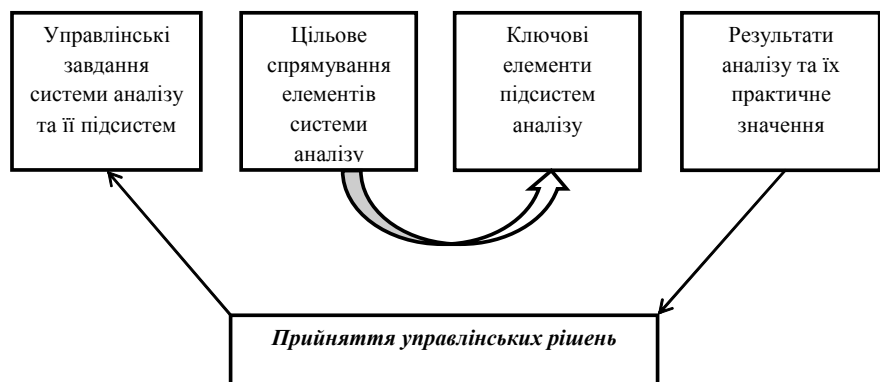 Управлінські
завдання
системи аналізу
та її підсистем
Цільове
спрямування
елементів
системи
аналізу
Ключові
елементи
підсистем
аналізу
Результати
аналізу та їх
практичне
значення
Прийняття управлінських рішень